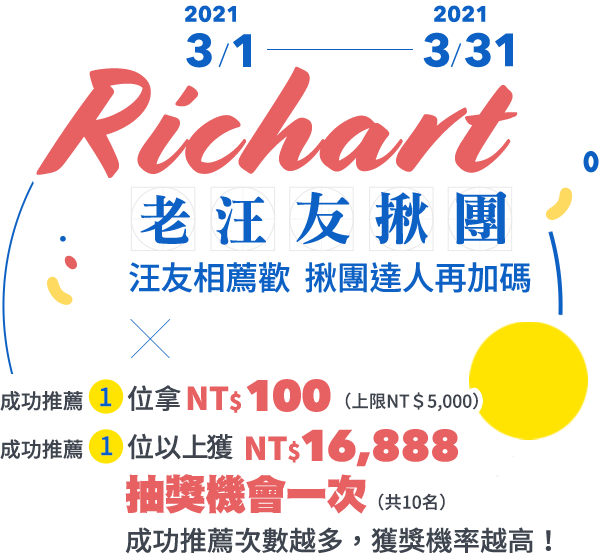 2021 2021
3/1 3/31
Richart
老汪友揪團
汪友相薦歡 揪團達人再加碼
成功推薦 1 位拿 NT$ 100 (上限NT$5,000)
成功推薦 1 位以上獲 NT$16,888
抽獎機會一次 (共10名)
成功推薦次數越多，獲獎機率越高！